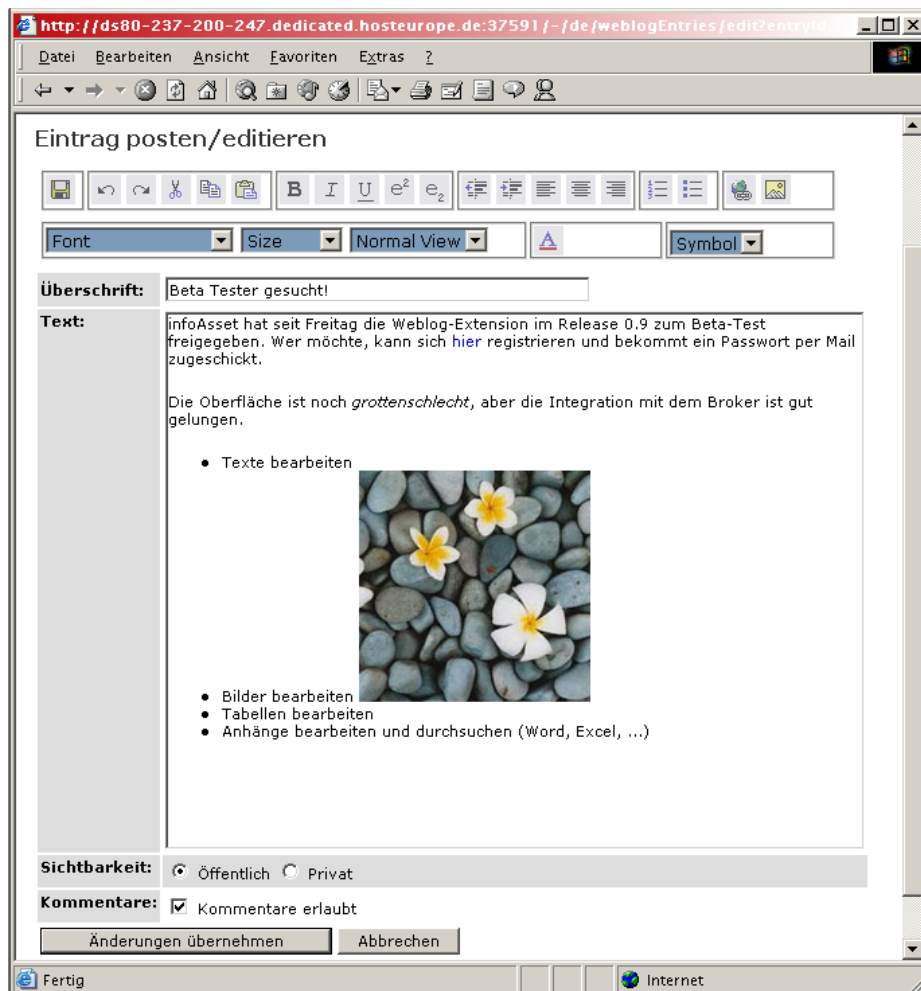 http://ds80-237-200-247.dedicated.hosteurope.de:37591/-/de/weblogEntries/edit?entryId
Datei Bearbeiten Ansicht Favoriten Extras ?
Eintrag posten/editieren
B I U e² e₂
Font Size Normal View A Symbol
Überschrift: Beta Tester gesucht!
Text: infoAsset hat seit Freitag die Weblog-Extension im Release 0.9 zum Beta-Test
freigegeben. Wer möchte, kann sich hier registrieren und bekommt ein Passwort per Mail
zugeschickt.
Die Oberfläche ist noch grottenschlecht, aber die Integration mit dem Broker ist gut
gelungen.
• Texte bearbeiten
• Bilder bearbeiten
• Tabellen bearbeiten
• Anhänge bearbeiten und durchsuchen (Word, Excel, ...)
Sichtbarkeit: Öffentlich Privat
Kommentare: Kommentare erlaubt
Änderungen übernehmen Abbrechen
Fertig Internet